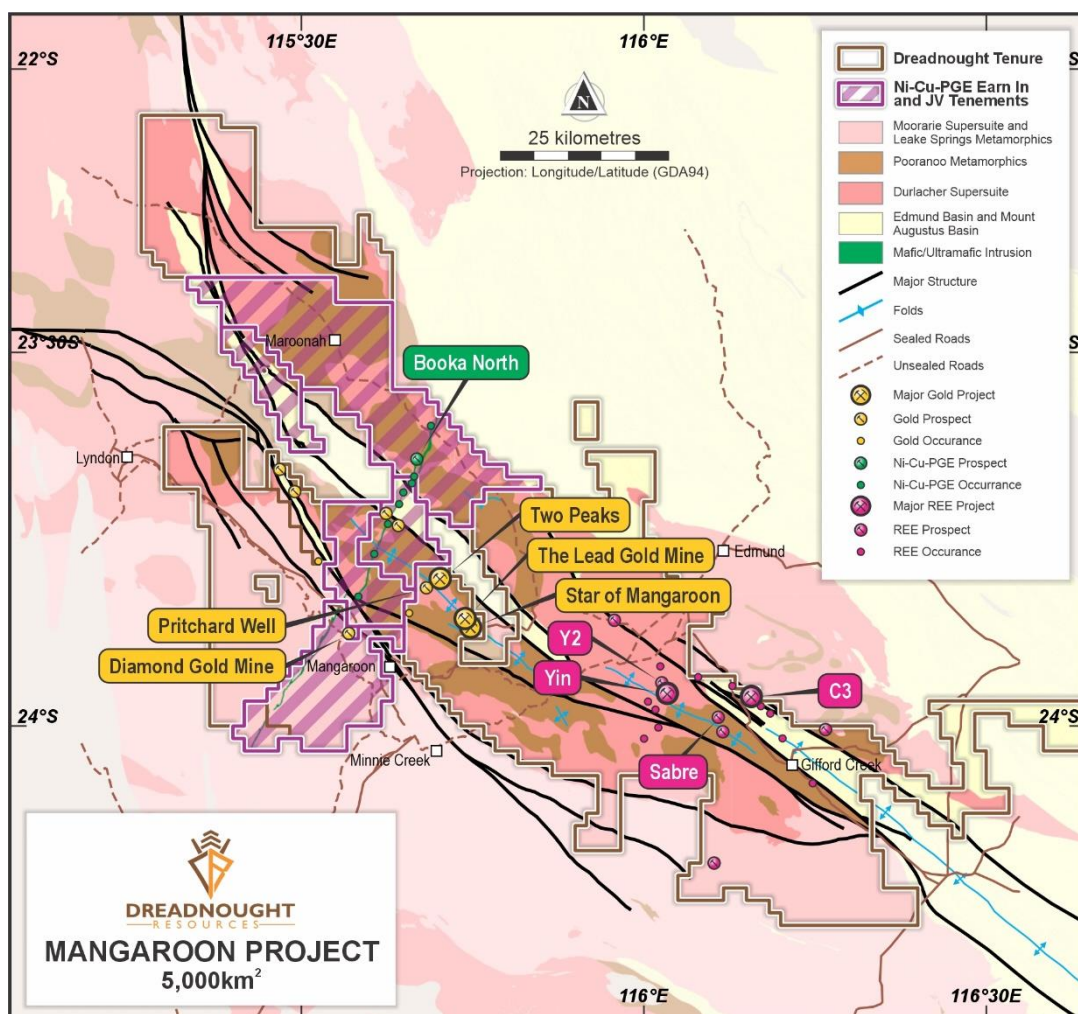 115°30'E
116°E
22°S
S
25 kilometres
Projection: Longitude/Latitude (GDA94)
N
Dreadnought Tenure
Ni-Cu-PGE Earn In
and JV Tenements
Moorarie Supersuite and
Leake Springs Metamorphics
Pooranoo Metamorphics
Durlacher Supersuite
Edmund Basin and Mount
Augustus Basin
Mafic/Ultramafic Intrusion
Major Structure
Folds
Sealed Roads
Unsealed Roads
Major Gold Project
Gold Prospect
Gold Occurance
Ni-Cu-PGE Prospect
Ni-Cu-PGE Occurrance
Major REE Project
REE Prospect
REE Occurance
23°30'S
S
Maroonah
Booka North
Lyndon
Two Peaks
The Lead Gold Mine
Edmund
Star of Mangaroon
Pritchard Well
Y2
Diamond Gold Mine
Mangaroon
Yin
C3
24°S
24°S
Minnie Creek
Sabre
Gifford Creek
DREADNOUGHT
RESOURCES
MANGAROON PROJECT
5,000km²
116°E
116°30'E